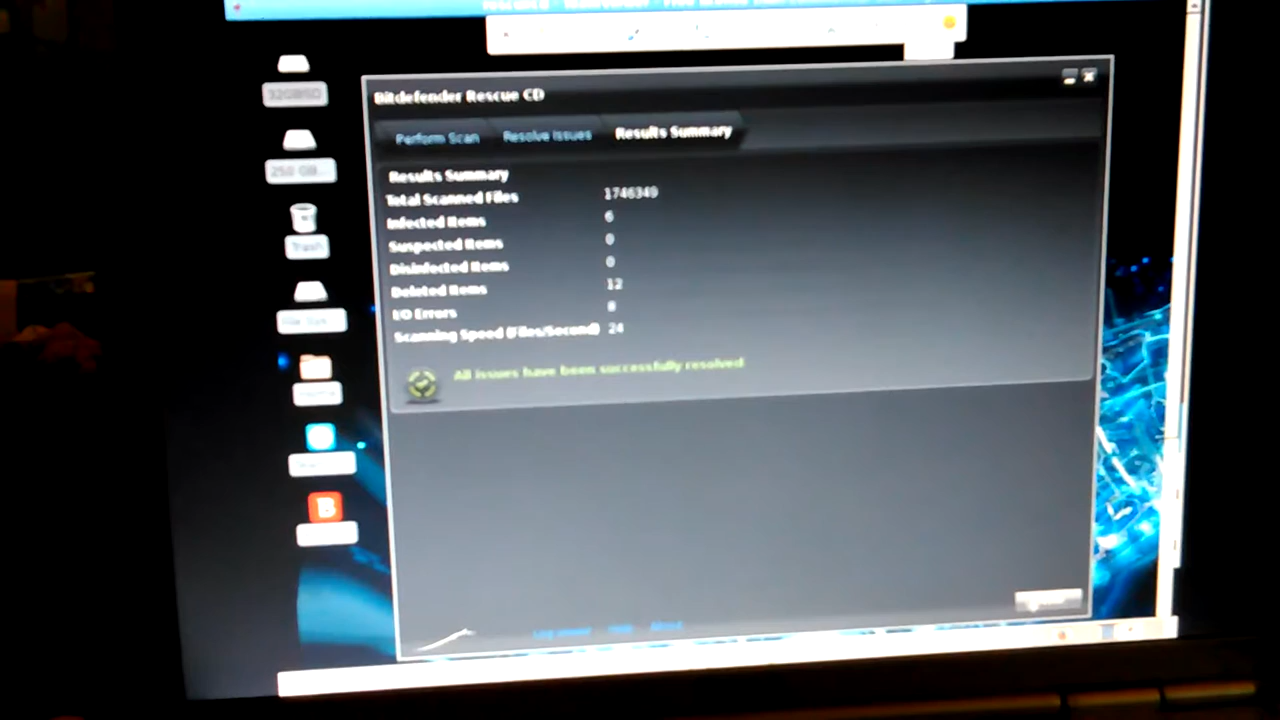 Bitdefender Rescue CD
Perform Scan Resolve Issues Results Summary
Results Summary
Total Scanned Files 1746349
Infected Items 6
Suspected Items 0
Disinfected Items 0
Deleted Items 12
I/O Errors
Scanning Speed (Files/Second) 24
All issues have been successfully resolved
250 GB...
Trash
B
About